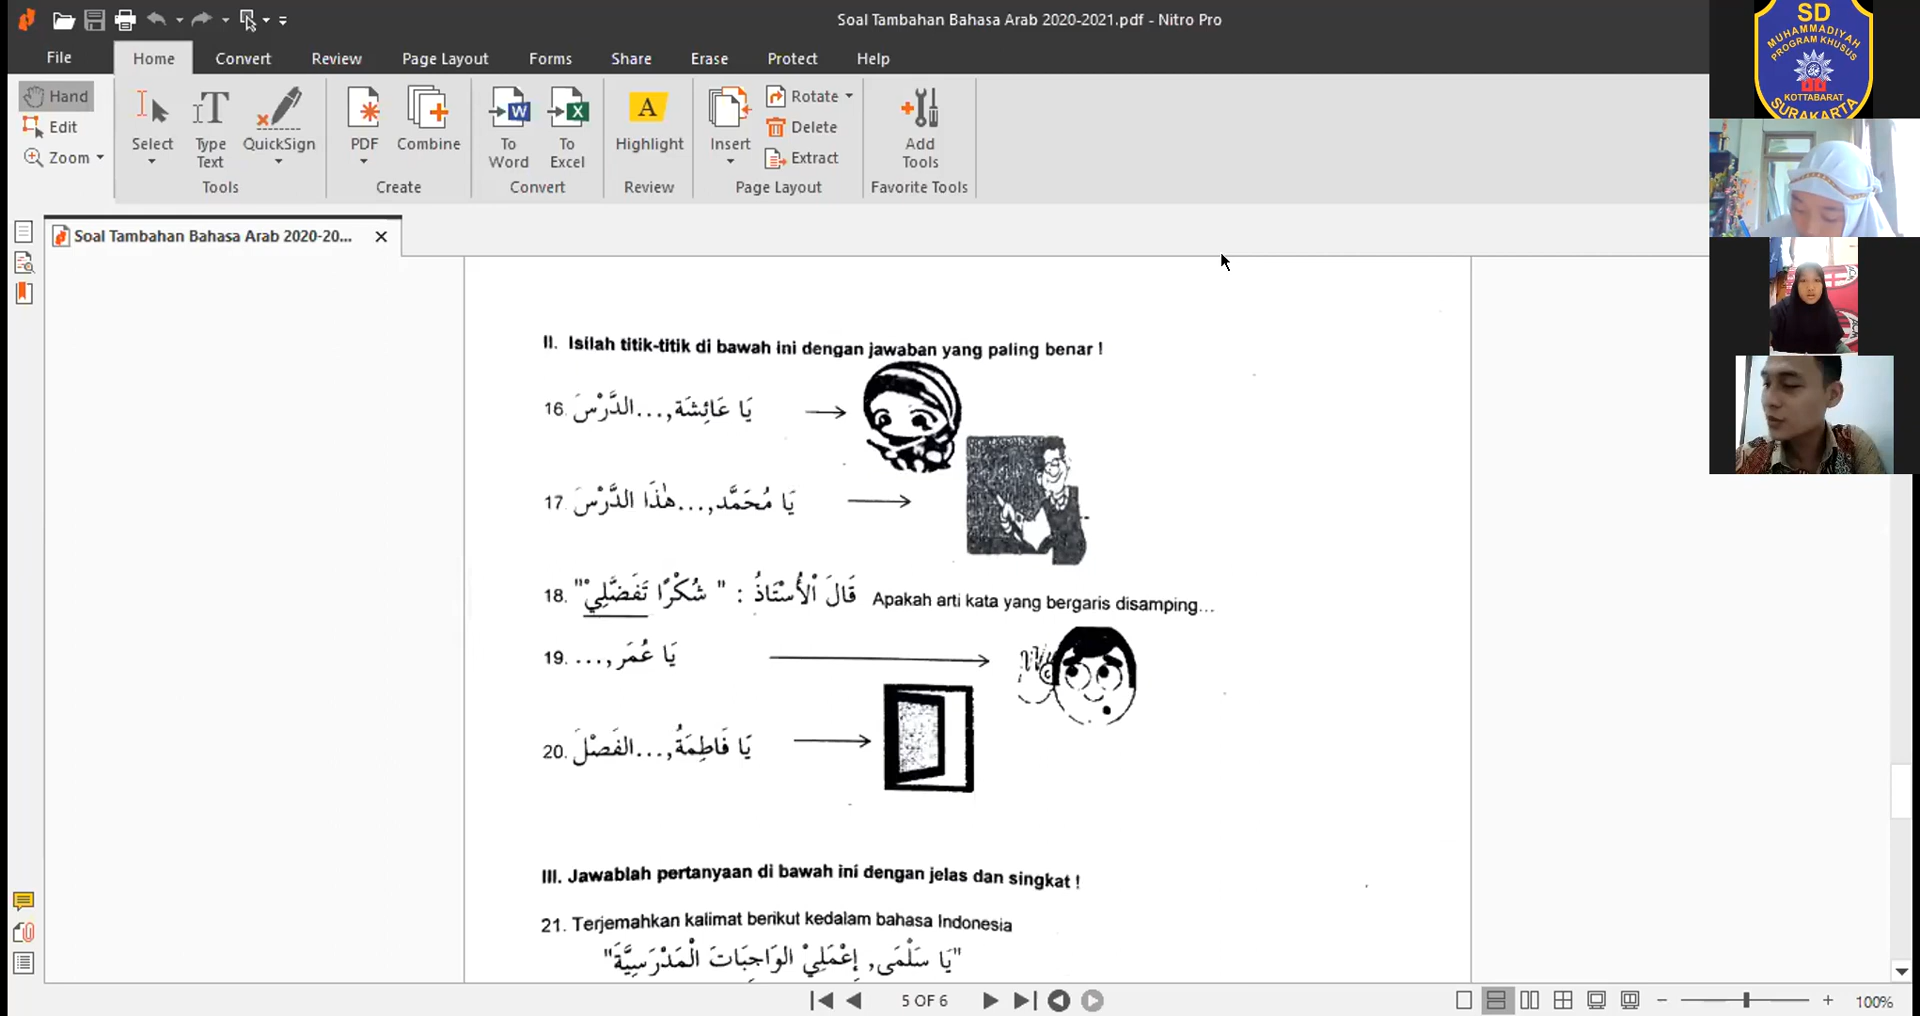 Soal Tambahan Bahasa Arab 2020-2021.pdf - Nitro Pro
File Home Convert Review Page Layout Forms Share Erase Protect Help
Hand
Edit
Zoom
Select
Type Text
QuickSign
Tools
PDF
Combine
Create
To Word
To Excel
Convert
Highlight
Review
Insert
Rotate
Delete
Extract
Page Layout
Add Tools
Favorite Tools
Soal Tambahan Bahasa Arab 2020-20...
II. Isilah titik-titik di bawah ini dengan jawaban yang paling benar !
16. يَا عَائِشَة,...الدَّرْسَ
17. يَا مُحَمَّد,...هٰذَا الدَّرْسَ
18. قَالَ الْأُسْتَاذُ : " شُكْرًا تَفَضَّلِيْ" Apakah arti kata yang bergaris disamping...
19. يَا عُمَر,...
20. يَا فَاطِمَةُ,...الفَصْلَ
III. Jawablah pertanyaan di bawah ini dengan jelas dan singkat !
21. Terjemahkan kalimat berikut kedalam bahasa Indonesia
"يَا سَلْمَى, إِعْمَلِيْ الوَاجِبَاتَ الْمَدْرَسِيَّةَ"
5 OF 6
100%
SD
MUHAMMADIYAH
PROGRAM KHUSUS
KOTTABARAT
SURAKARTA